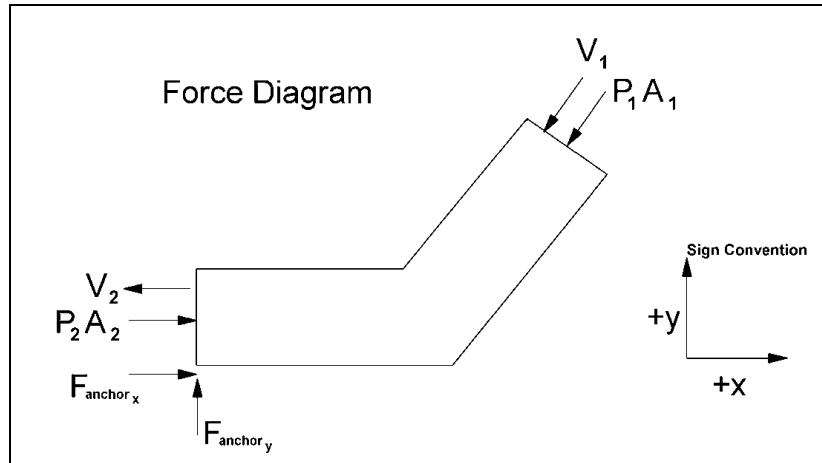 Force Diagram
V1
P1A1
Sign Convention
V2
P2A2
+y
+x
Fanchorx
Fanchory